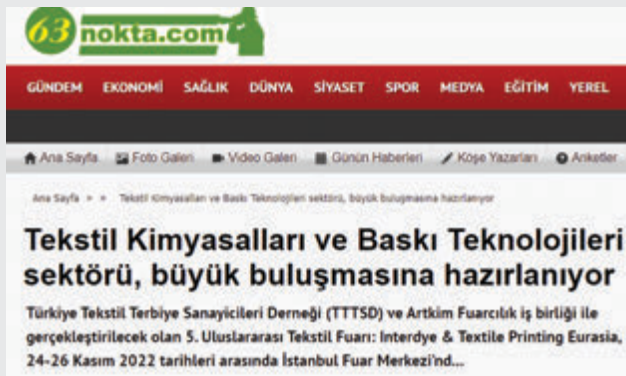 63 nokta.com
GÜNDEM EKONOMİ SAĞLIK DÜNYA SİYASET SPOR MEDYA EĞİTİM YEREL
Ana Sayfa Foto Galeri Video Galeri Günün Haberleri Köşe Yazarları Anketler
Ana Sayfa » » Tekstil Kimyasalları ve Baskı Teknolojileri sektörü, büyük buluşmasına hazırlanıyor
Tekstil Kimyasalları ve Baskı Teknolojileri
sektörü, büyük buluşmasına hazırlanıyor
Türkiye Tekstil Terbiye Sanayicileri Derneği (TTTSD) ve Artkim Fuarcılık iş birliği ile
gerçekleştirilecek olan 5. Uluslararası Tekstil Fuarı: Interdye & Textile Printing Eurasia,
24-26 Kasım 2022 tarihleri arasında İstanbul Fuar Merkezi'nd...